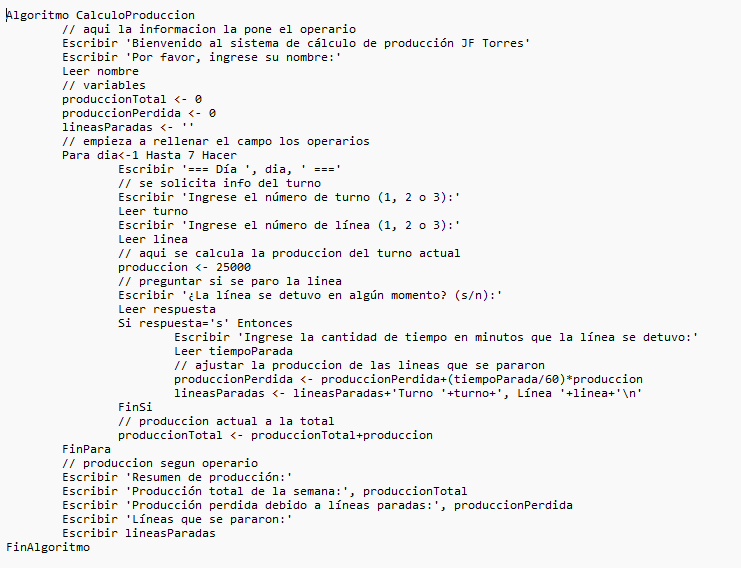 Algoritmo CalculoProduccion
// aqui la informacion la pone el operario
Escribir 'Bienvenido al sistema de cálculo de producción JF Torres'
Escribir 'Por favor, ingrese su nombre:'
Leer nombre
// variables
produccionTotal <- 0
produccionPerdida <- 0
lineasParadas <- ''
// empieza a rellenar el campo los operarios
Para dia<-1 Hasta 7 Hacer
Escribir '=== Día ', dia, ' ==='
// se solicita info del turno
Escribir 'Ingrese el número de turno (1, 2 o 3):'
Leer turno
Escribir 'Ingrese el número de línea (1, 2 o 3):'
Leer linea
// aqui se calcula la produccion del turno actual
produccion <- 25000
// preguntar si se paro la linea
Escribir '¿La línea se detuvo en algún momento? (s/n):'
Leer respuesta
Si respuesta='s' Entonces
Escribir 'Ingrese la cantidad de tiempo en minutos que la línea se detuvo:'
Leer tiempoParada
// ajustar la produccion de las lineas que se pararon
produccionPerdida <- produccionPerdida+(tiempoParada/60)*produccion
lineasParadas <- lineasParadas+'Turno '+turno+', Línea '+linea+'\n'
FinSi
// produccion actual a la total
produccionTotal <- produccionTotal+produccion
FinPara
// produccion segun operario
Escribir 'Resumen de producción:'
Escribir 'Producción total de la semana:', produccionTotal
Escribir 'Producción perdida debido a líneas paradas:', produccionPerdida
Escribir 'Líneas que se pararon:'
Escribir lineasParadas
FinAlgoritmo